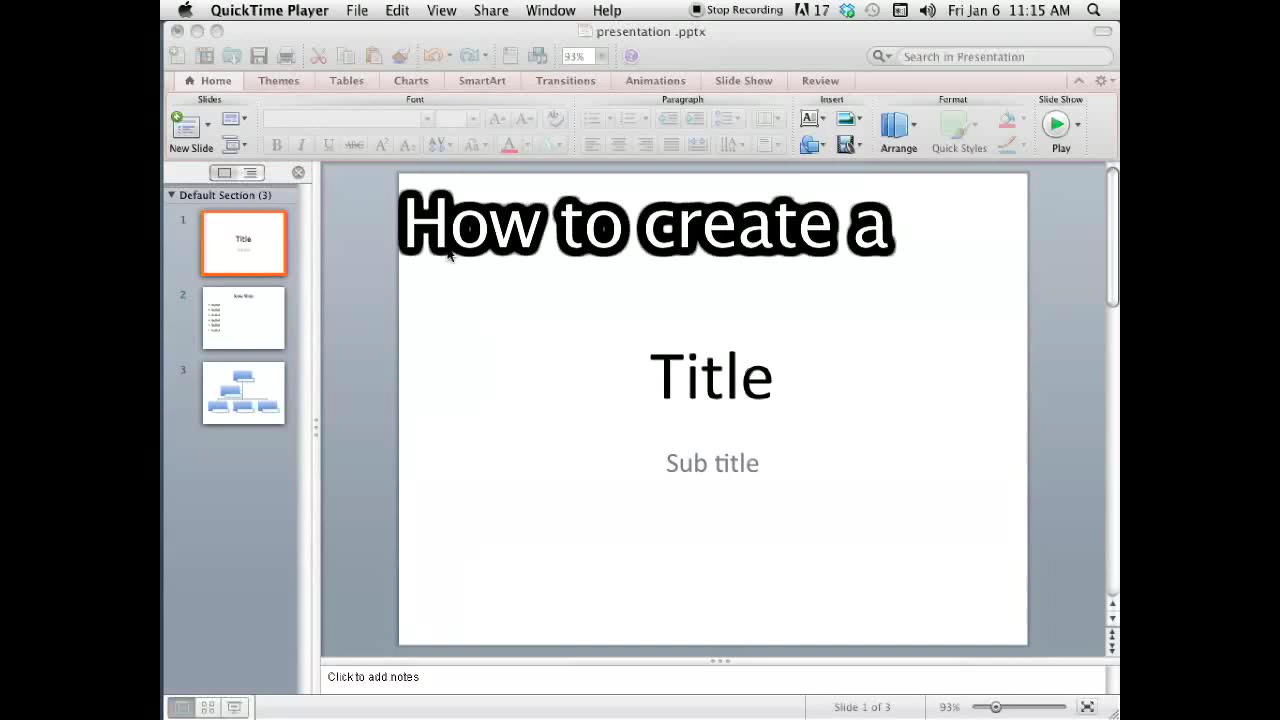 QuickTime Player File Edit View Share Window Help Stop Recording 17 Fri Jan 6 11:15 AM
presentation .pptx
93% Search in Presentation
Home Themes Tables Charts SmartArt Transitions Animations Slide Show Review
Slides Font Paragraph Insert Format Slide Show
New Slide Arrange Quick Styles Play
Default Section (3)
How to create a
1
Title
2
3
Title
Sub title
Click to add notes
Slide 1 of 3 93%